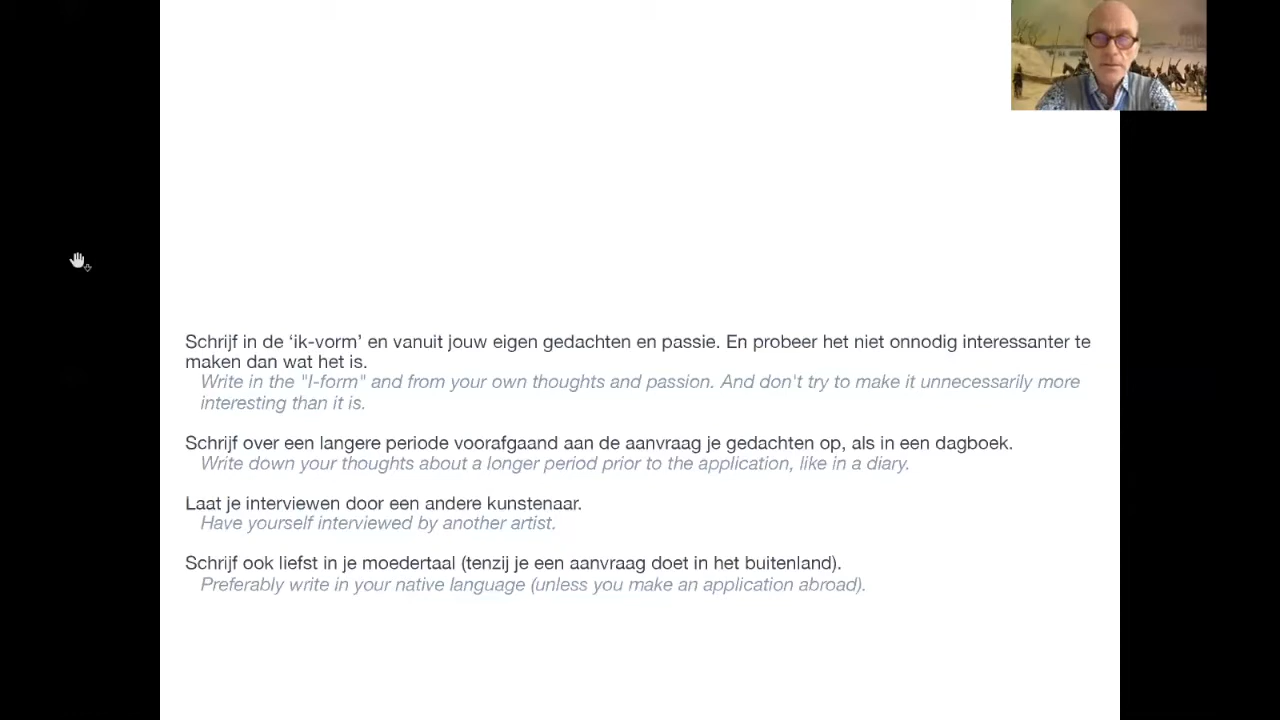 Schrijf in de ‘ik-vorm’ en vanuit jouw eigen gedachten en passie. En probeer het niet onnodig interessanter te
maken dan wat het is.
Write in the "I-form" and from your own thoughts and passion. And don't try to make it unnecessarily more
interesting than it is.
Schrijf over een langere periode voorafgaand aan de aanvraag je gedachten op, als in een dagboek.
Write down your thoughts about a longer period prior to the application, like in a diary.
Laat je interviewen door een andere kunstenaar.
Have yourself interviewed by another artist.
Schrijf ook liefst in je moedertaal (tenzij je een aanvraag doet in het buitenland).
Preferably write in your native language (unless you make an application abroad).